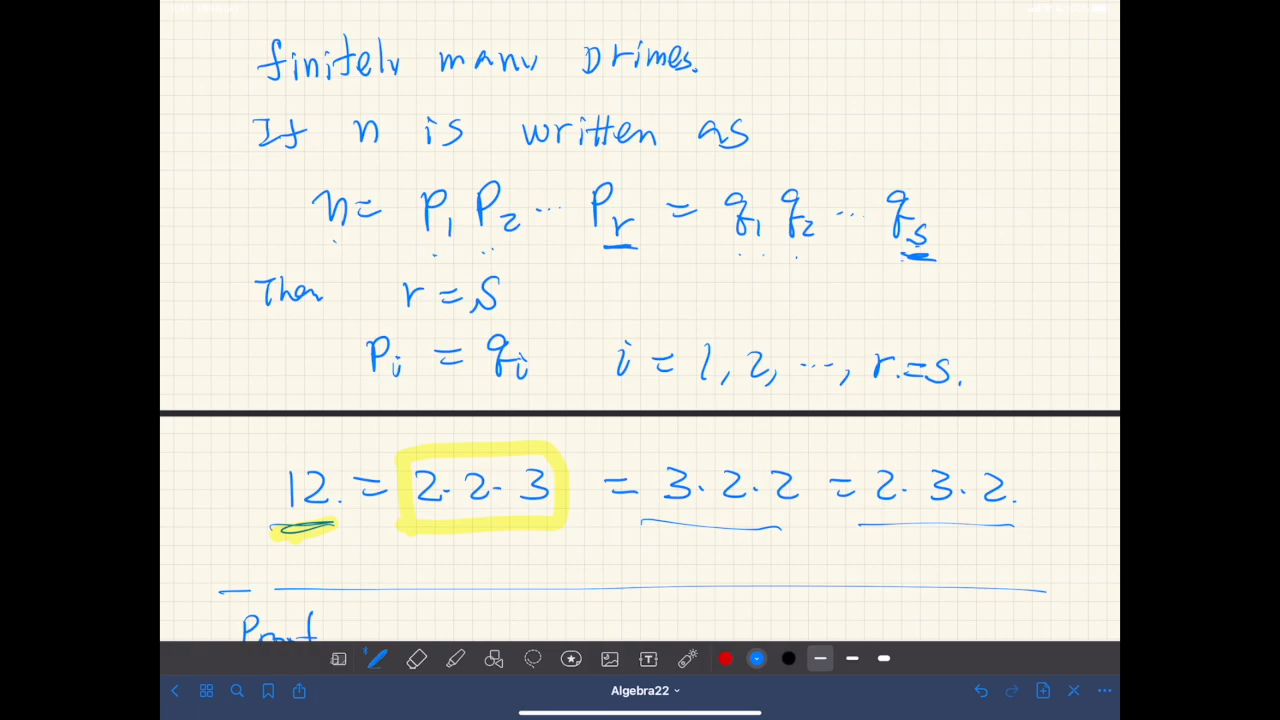 finitely many primes.
If n is written as
n = p₁ p₂ ... pᵣ = q₁ q₂ ... qₛ
Then r = s
pᵢ = qᵢ i = 1, 2, ..., r = s.
12. = 2·2·3 = 3·2·2 = 2·3·2.
Proof
Algebra22